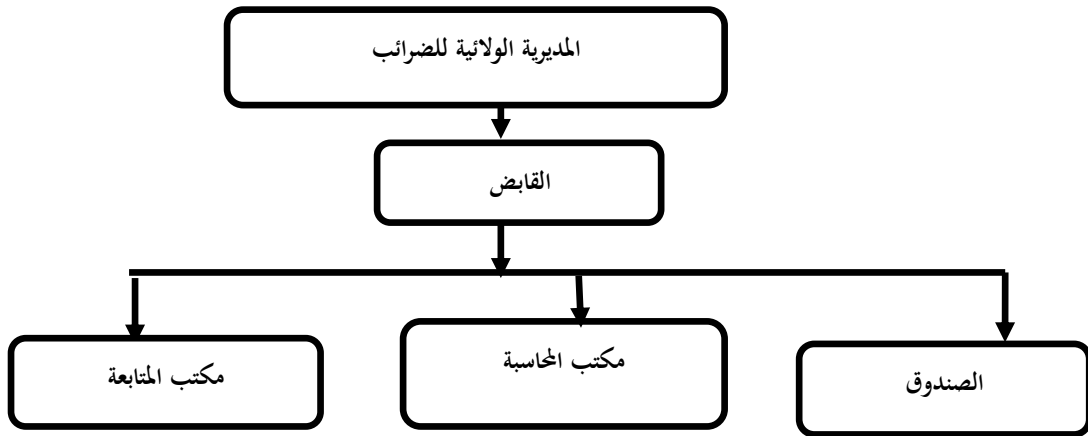 المديرية الولائية للضرائب
القابض
الصندوق
مكتب المحاسبة
مكتب المتابعة